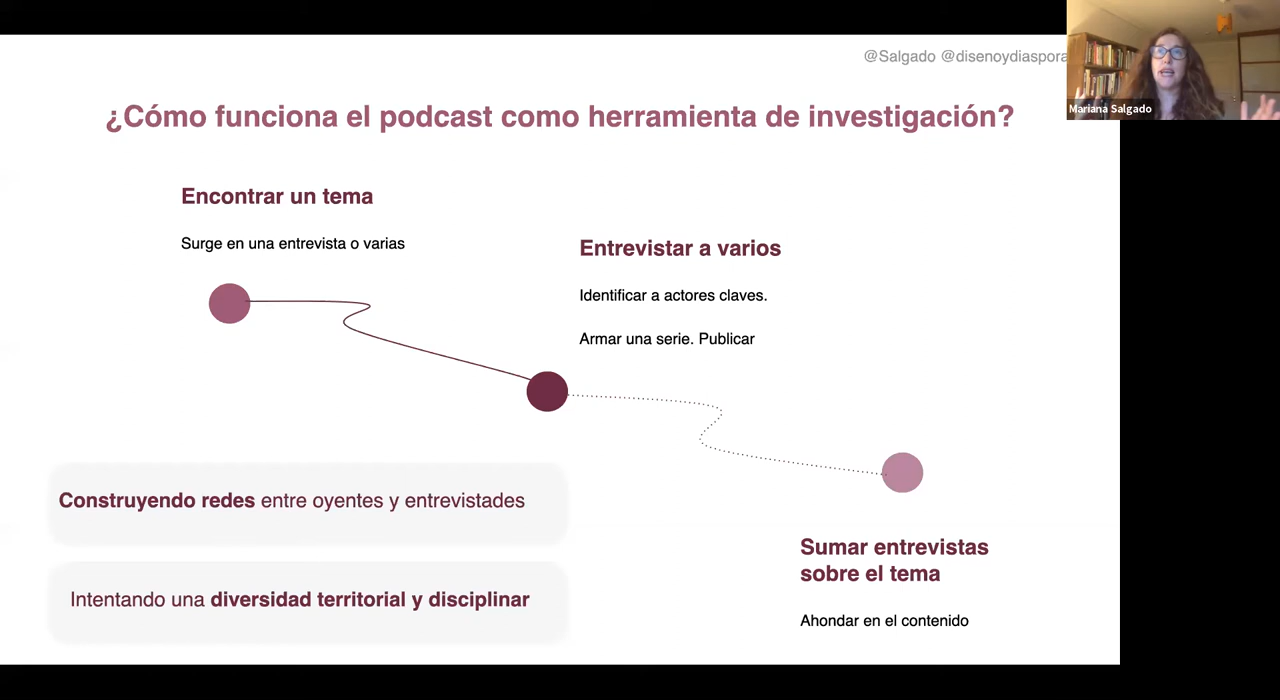 @Salgado @disenoydiaspora
Mariana Salgado
¿Cómo funciona el podcast como herramienta de investigación?
Encontrar un tema
Surge en una entrevista o varias
Entrevistar a varios
Identificar a actores claves.
Armar una serie. Publicar
Construyendo redes entre oyentes y entrevistades
Intentando una diversidad territorial y disciplinar
Sumar entrevistas
sobre el tema
Ahondar en el contenido